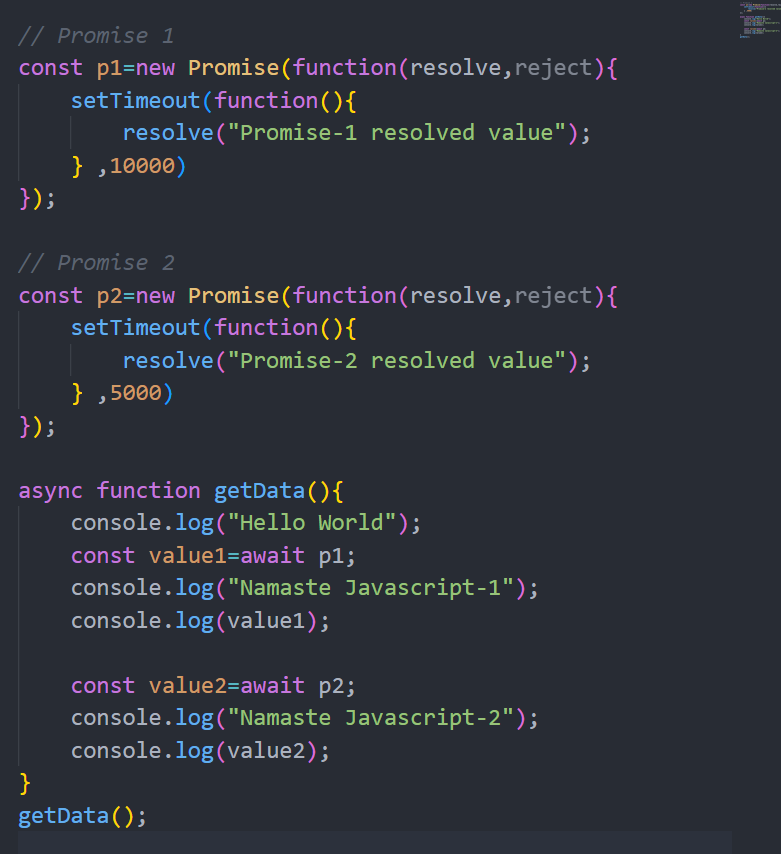 // Promise 1
const p1=new Promise(function(resolve,reject){
    setTimeout(function(){
        resolve("Promise-1 resolved value");
    } ,10000)
});

// Promise 2
const p2=new Promise(function(resolve,reject){
    setTimeout(function(){
        resolve("Promise-2 resolved value");
    } ,5000)
});

async function getData(){
    console.log("Hello World");
    const value1=await p1;
    console.log("Namaste Javascript-1");
    console.log(value1);

    const value2=await p2;
    console.log("Namaste Javascript-2");
    console.log(value2);
}
getData();